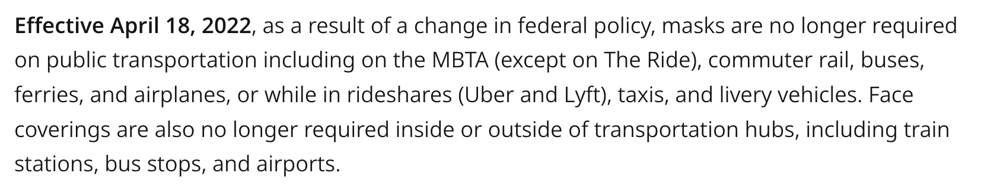 Effective April 18, 2022, as a result of a change in federal policy, masks are no longer required
on public transportation including on the MBTA (except on The Ride), commuter rail, buses,
ferries, and airplanes, or while in rideshares (Uber and Lyft), taxis, and livery vehicles. Face
coverings are also no longer required inside or outside of transportation hubs, including train
stations, bus stops, and airports.